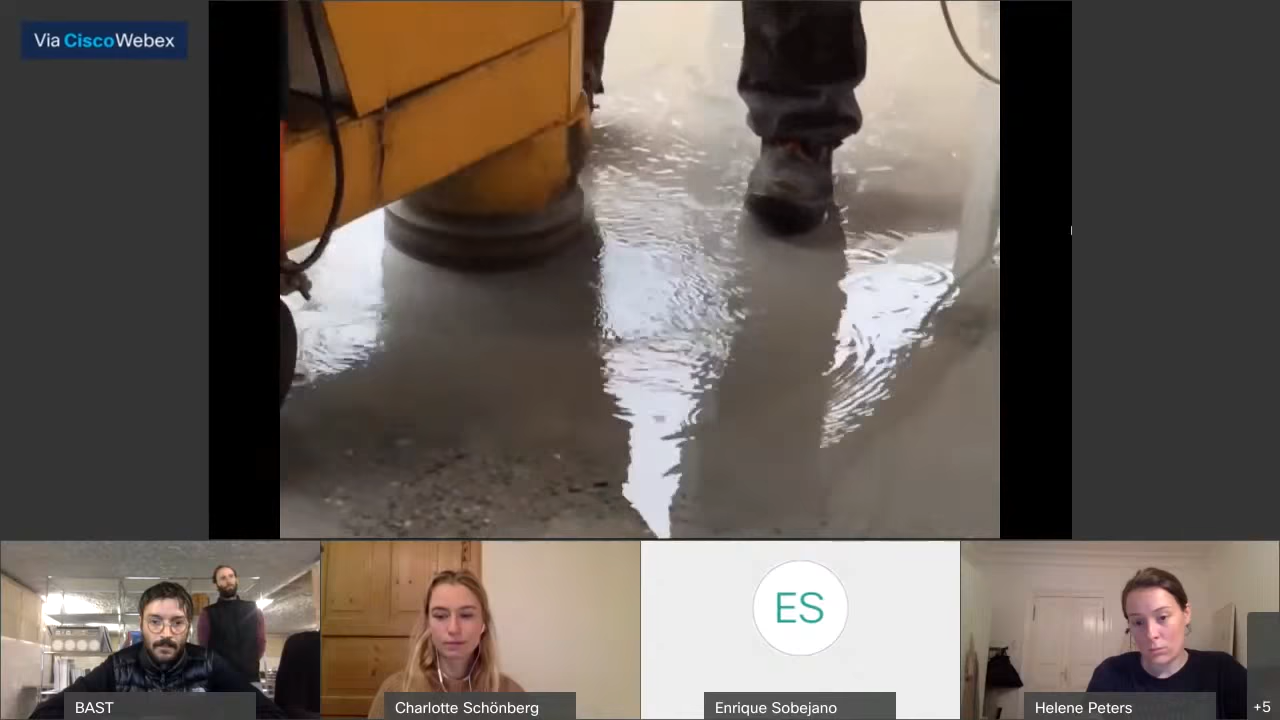 Via CiscoWebex
ES
BAST
Charlotte Schönberg
Enrique Sobejano
Helene Peters
+5